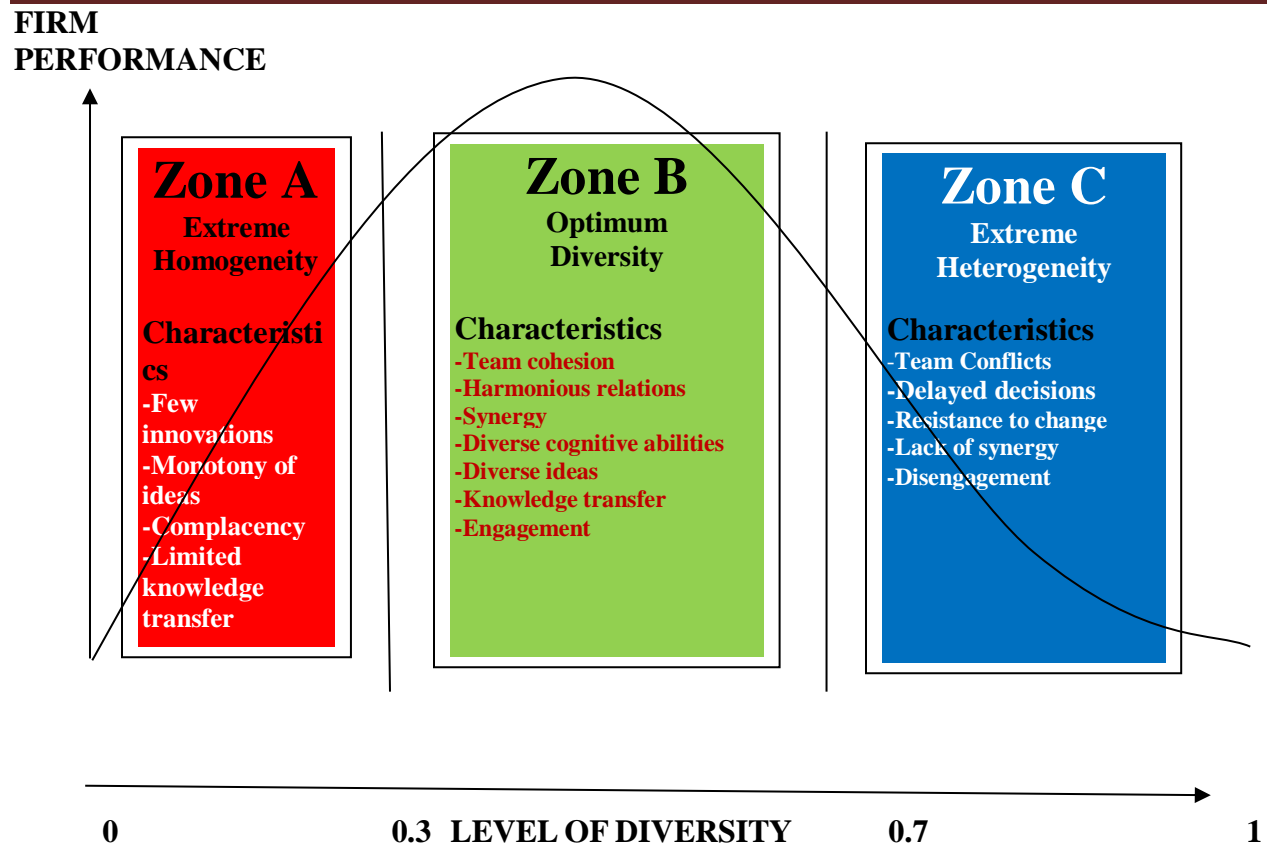 FIRM
PERFORMANCE
Zone A
Extreme
Homogeneity
Characteristi
cs
-Few
innovations
-Monotony of
ideas
-Complacency
-Limited
knowledge
transfer
Zone B
Optimum
Diversity
Characteristics
-Team cohesion
-Harmonious relations
-Synergy
-Diverse cognitive abilities
-Diverse ideas
-Knowledge transfer
-Engagement
Zone C
Extreme
Heterogeneity
Characteristics
-Team Conflicts
-Delayed decisions
-Resistance to change
-Lack of synergy
-Disengagement
0 0.3 LEVEL OF DIVERSITY 0.7 1